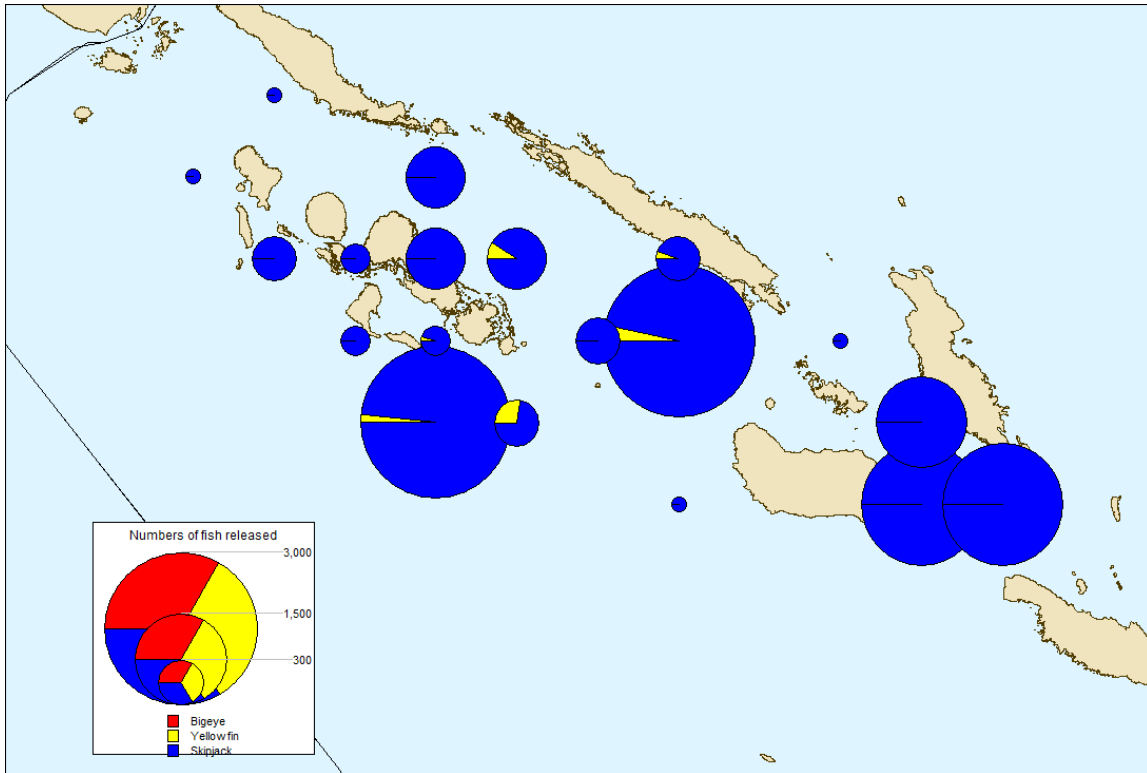 Numbers of fish released
3,000
1,500
300
Bigeye
Yellowfin
Skipjack